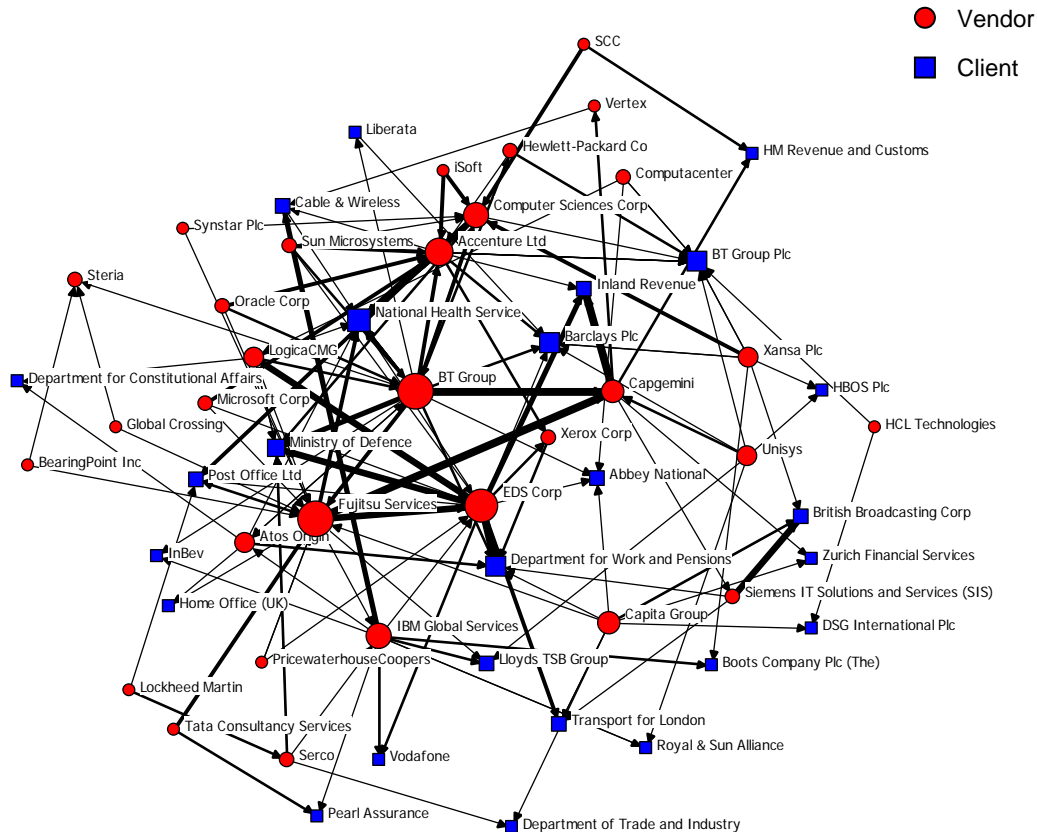 Vendor
SCC
Client
Vertex
Liberata
Hewlett-Packard Co
HM Revenue and Customs
iSoft
Computacenter
Cable & Wireless
Computer Sciences Corp
Synstar Plc
Sun Microsystems
Accenture Ltd
BT Group Plc
Steria
Inland Revenue
Oracle Corp
National Health Service
Barclays Plc
LogicaCMG
Xansa Plc
Department for Constitutional Affairs
BT Group
Capgemini
HBOS Plc
Microsoft Corp
Global Crossing
Xerox Corp
HCL Technologies
Ministry of Defence
Unisys
BearingPoint Inc
Post Office Ltd
Abbey National
Fujitsu Services
EDS Corp
British Broadcasting Corp
Atos Origin
InBev
Department for Work and Pensions
Zurich Financial Services
Siemens IT Solutions and Services (SIS)
Home Office (UK)
Capita Group
IBM Global Services
DSG International Plc
PricewaterhouseCoopers
Lloyds TSB Group
Boots Company Plc (The)
Lockheed Martin
Transport for London
Tata Consultancy Services
Royal & Sun Alliance
Serco
Vodafone
Pearl Assurance
Department of Trade and Industry